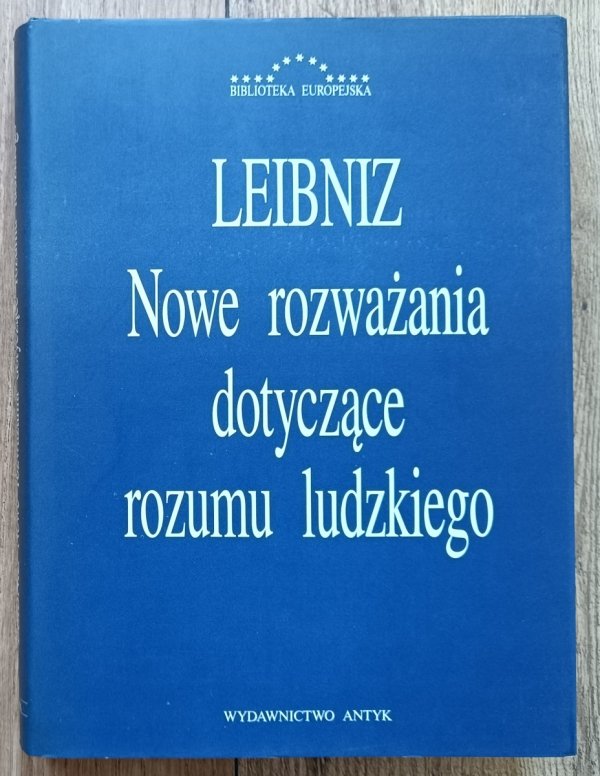 BIBLIOTEKA EUROPEJSKA
LEIBNIZ
Nowe rozważania
dotyczące
rozumu ludzkiego
WYDAWNICTWO ANTYK